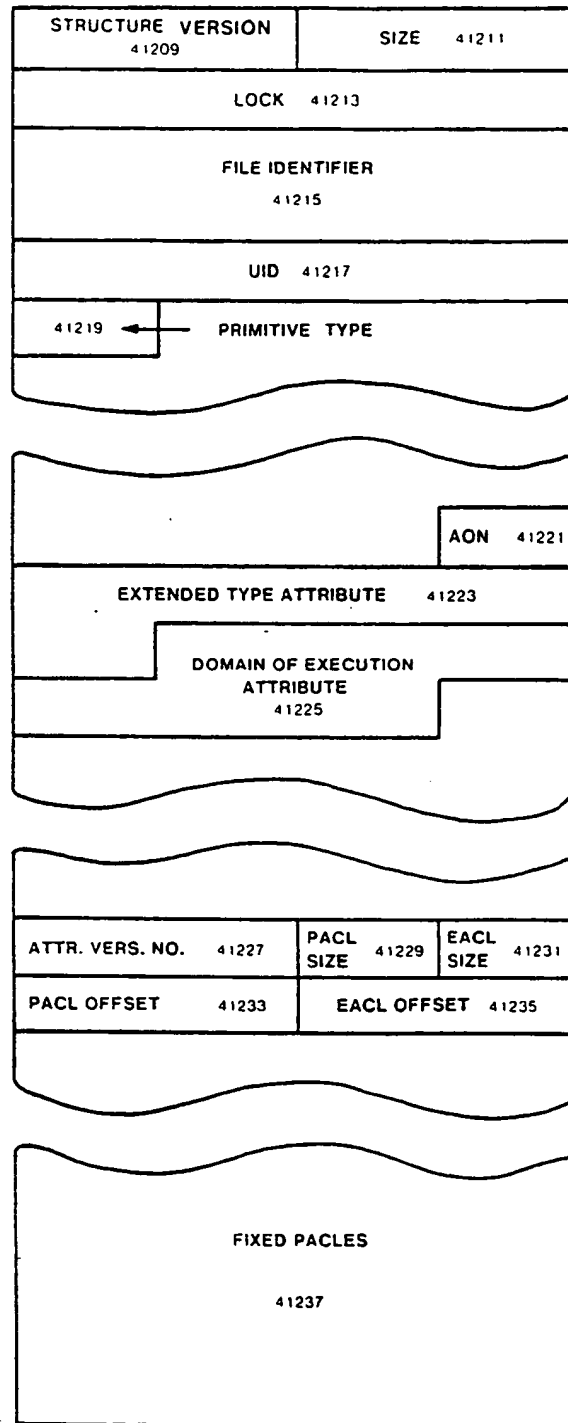 STRUCTURE VERSION
41209
SIZE 41211
LOCK 41213
FILE IDENTIFIER
41215
UID 41217
41219 PRIMITIVE TYPE
AON 41221
EXTENDED TYPE ATTRIBUTE 41223
DOMAIN OF EXECUTION
ATTRIBUTE
41225
ATTR. VERS. NO. 41227
PACL
SIZE 41229
EACL
SIZE 41231
PACL OFFSET 41233
EACL OFFSET 41235
FIXED PACLES
41237